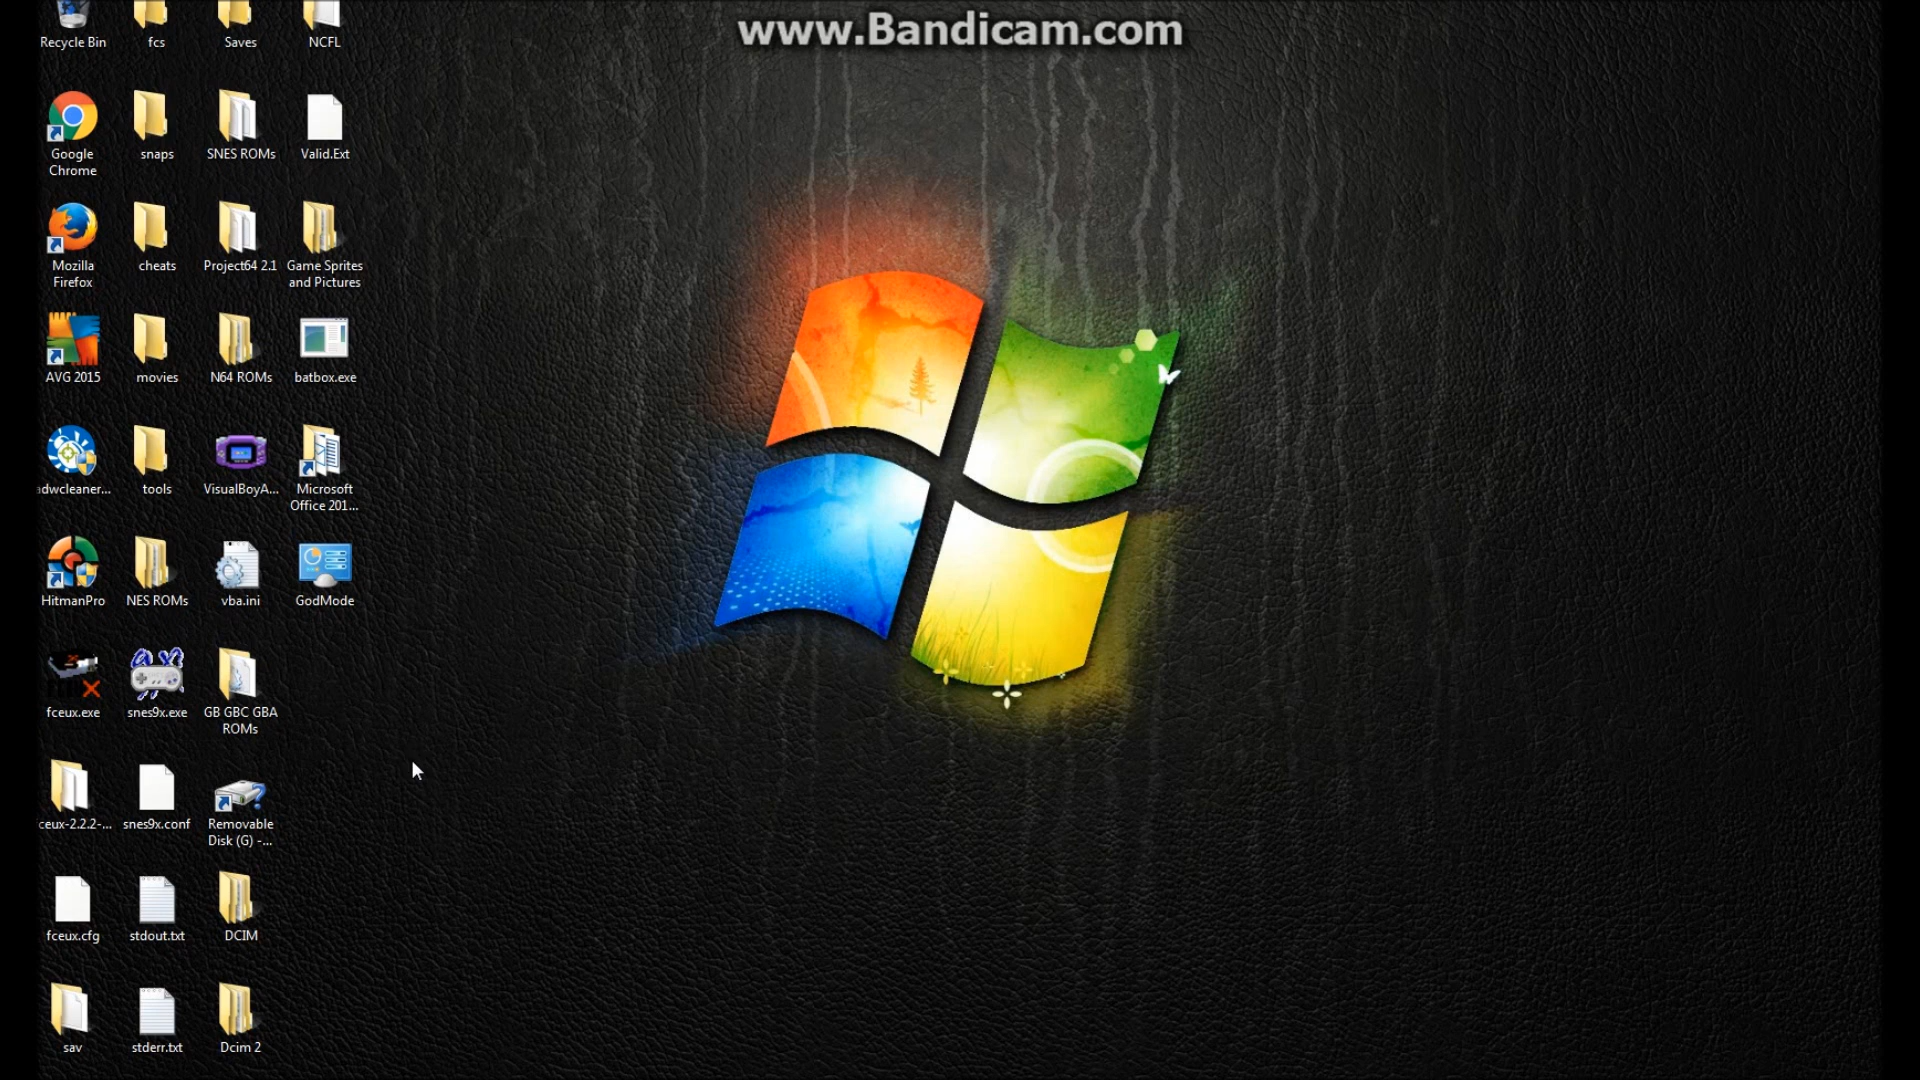 www.Bandicam.com
Recycle Bin
fcs
Saves
NCFL
Google
Chrome
snaps
SNES ROMs
Valid.Ext
Mozilla
Firefox
cheats
Project64 2.1
Game Sprites
and Pictures
AVG 2015
movies
N64 ROMs
batbox.exe
adwcleaner...
tools
VisualBoyA...
Microsoft
Office 201...
HitmanPro
NES ROMs
vba.ini
GodMode
fceux.exe
snes9x.exe
GB GBC GBA
ROMs
ceux-2.2.2-...
snes9x.conf
Removable
Disk (G) -...
fceux.cfg
stdout.txt
DCIM
sav
stderr.txt
Dcim 2